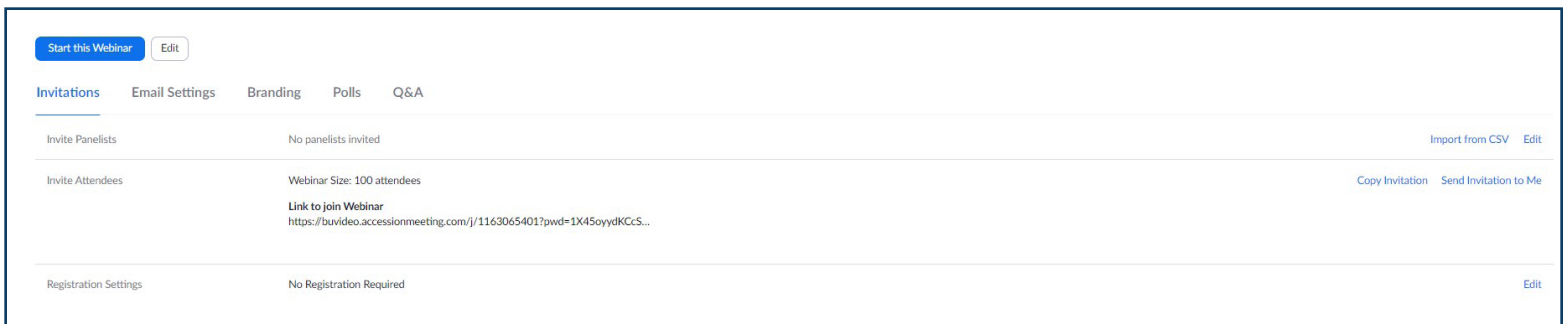 Start this Webinar Edit
Invitations Email Settings Branding Polls Q&A
Invite Panelists No panelists invited Import from CSV Edit
Invite Attendees Webinar Size: 100 attendees Copy Invitation Send Invitation to Me
Link to join Webinar
https://buvideo.accessionmeeting.com/j/1163065401?pwd=1X45oyydKCcS...
Registration Settings No Registration Required Edit